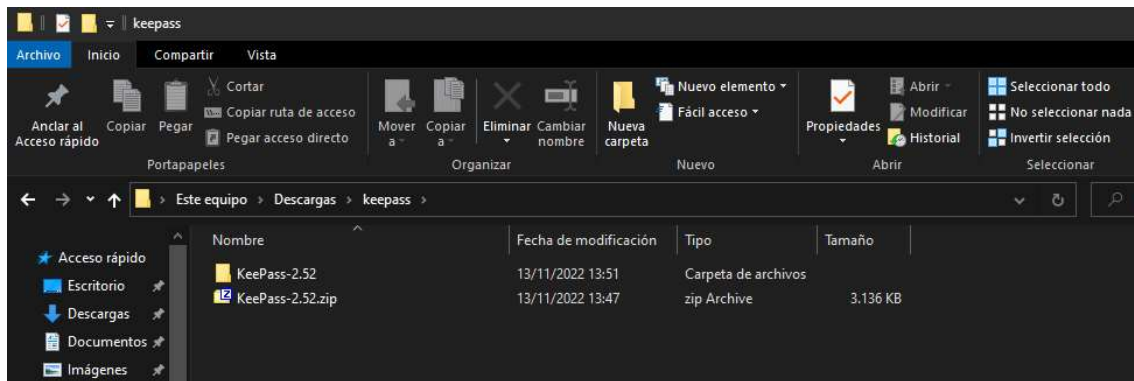 keepass
Archivo Inicio Compartir Vista
Anclar al Acceso rápido
Copiar
Pegar
Cortar
Copiar ruta de acceso
Pegar acceso directo
Portapapeles
Mover a
Copiar a
Eliminar
Cambiar nombre
Organizar
Nueva carpeta
Nuevo elemento
Fácil acceso
Nuevo
Propiedades
Abrir
Modificar
Historial
Abrir
Seleccionar todo
No seleccionar nada
Invertir selección
Seleccionar
Este equipo > Descargas > keepass >
Acceso rápido
Escritorio
Descargas
Documentos
Imágenes
Nombre Fecha de modificación Tipo Tamaño
KeePass-2.52 13/11/2022 13:51 Carpeta de archivos
KeePass-2.52.zip 13/11/2022 13:47 zip Archive 3.136 KB